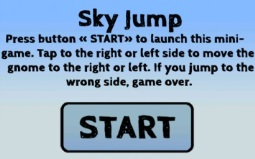 Sky Jump
Press button « START» to launch this mini-
game. Tap to the right or left side to move the
gnome to the right or left. If you jump to the
wrong side, game over.
START